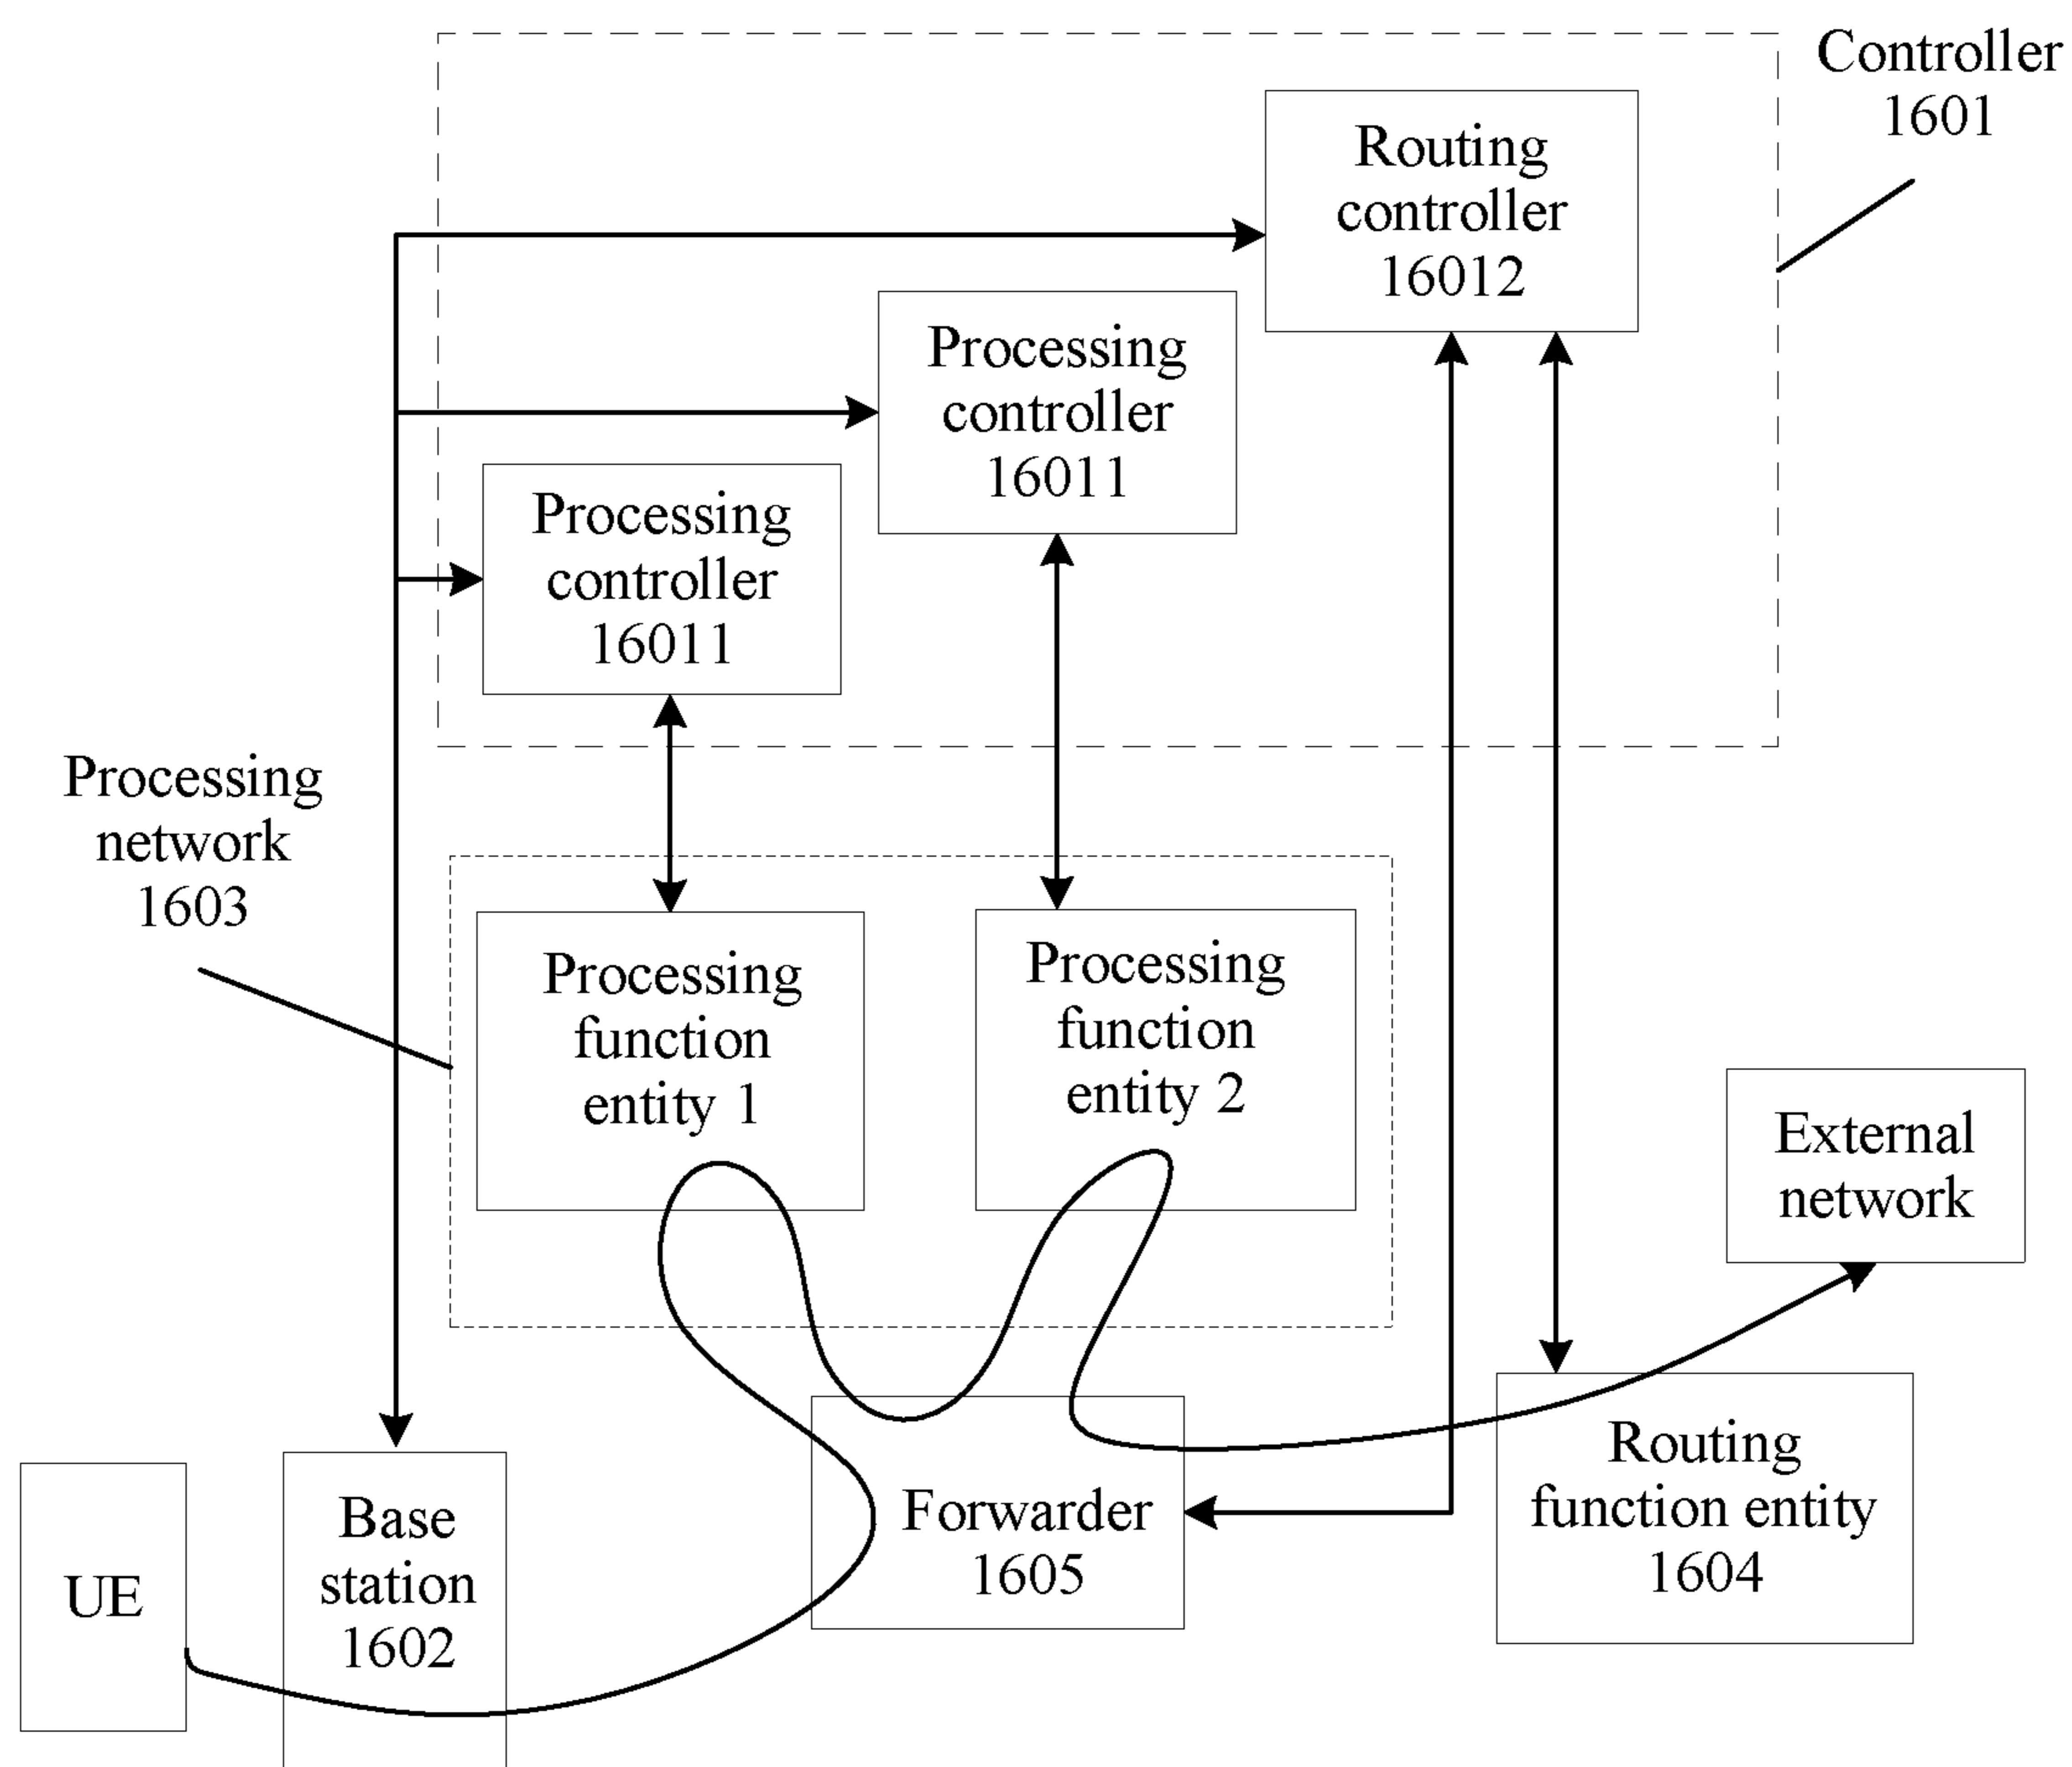 Controller
1601
Routing
controller
16012
Processing
controller
16011
Processing
controller
16011
Processing
network
1603
Processing
function
entity 1
Processing
function
entity 2
External
network
Routing
function entity
1604
Forwarder
1605
Base
station
1602
UE